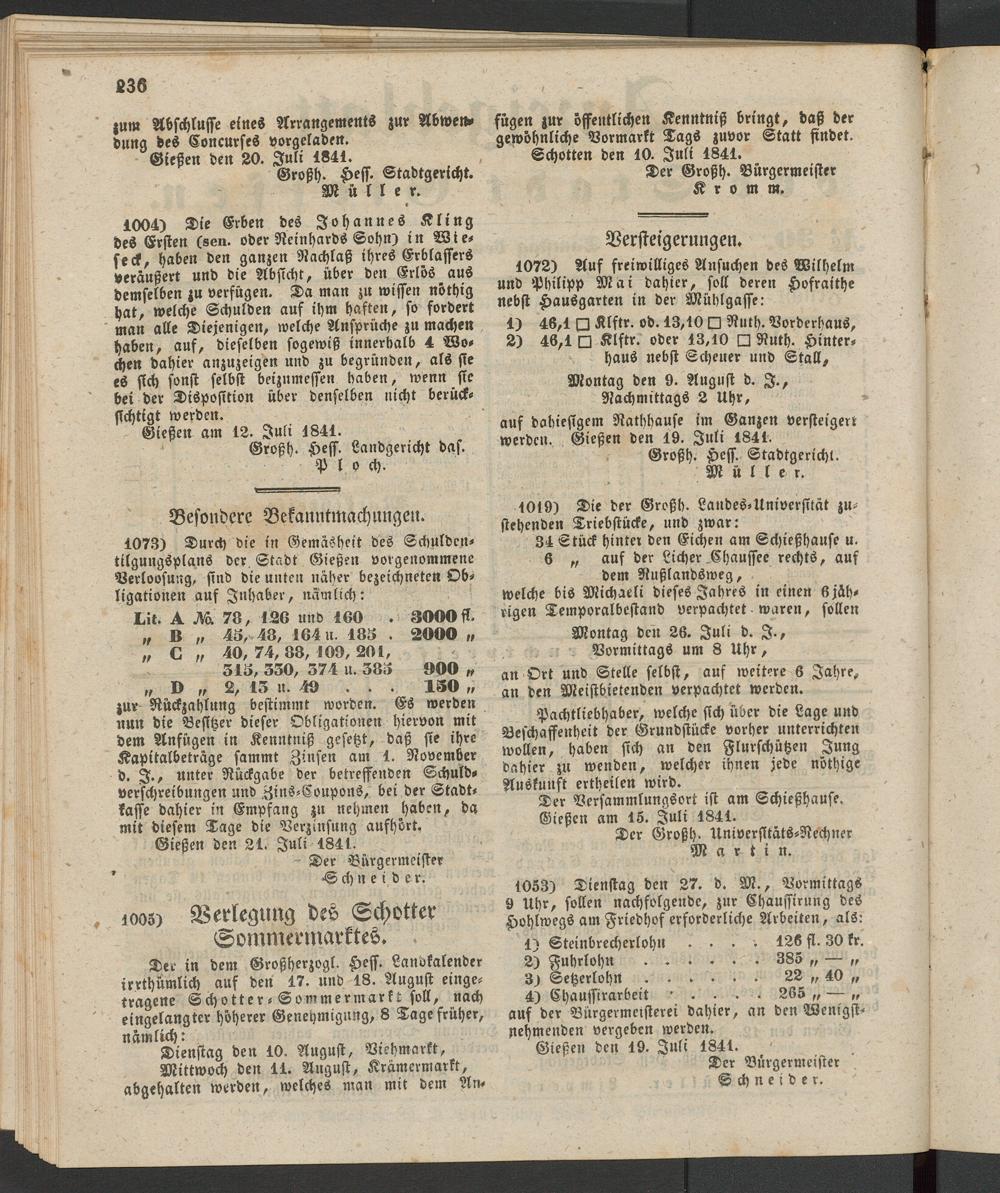 236
zum Abschlusse eines Arrangements zur Abwen-
dung des Concurses vorgeladen.
Gießen den 20. Juli 1841.
Großh. Hess. Stadtgericht.
Müller.
1004) Die Erben des Johannes Kling
des Ersten (sen. oder Reinhards Sohn) in Wie-
seck, haben den ganzen Nachlaß ihres Erblassers
veräußert und die Absicht, über den Erlös aus
demselben zu verfügen. Da man zu wissen nöthig
hat, welche Schulden auf ihm haften, so fordert
man alle Diejenigen, welche Ansprüche zu machen
haben, auf, dieselben sogewiß innerhalb 4 Wo-
chen dahier anzuzeigen und zu begründen, als sie
es sich sonst selbst beizumessen haben, wenn sie
bei der Disposition über denselben nicht berück-
sichtigt werden.
Gießen am 12. Juli 1841.
Großh. Hess. Landgericht das.
Ploch.
Besondere Bekanntmachungen.
1073) Durch die in Gemäsheit des Schulden-
tilgungsplans der Stadt Gießen vorgenommene
Verloosung, sind die unten näher bezeichneten Ob-
ligationen auf Inhaber, nämlich:
Lit. A No. 78, 126 und 160 . 3000 fl.
„ B „ 45, 48, 164 u. 185 . 2000 „
„ C „ 40, 74, 88, 109, 201,
315, 330, 374 u. 385 900 „
„ D „ 2, 13 u. 49 . . . 150 „
zur Rückzahlung bestimmt worden. Es werden
nun die Besitzer dieser Obligationen hiervon mit
dem Anfügen in Kenntniß gesetzt, daß sie ihre
Kapitalbeträge sammt Zinsen am 1. November
d. J., unter Rückgabe der betreffenden Schuld-
verschreibungen und Zins-Coupons, bei der Stadt-
kasse dahier in Empfang zu nehmen haben, da
mit diesem Tage die Verzinsung aufhört.
Gießen den 21. Juli 1841.
Der Bürgermeister
Schneider.
1005) Verlegung des Schotter
Sommermarktes.
Der in dem Großherzogl. Hess. Landkalender
irrthümlich auf den 17. und 18. August einge-
tragene Schotter-Sommermarkt soll, nach
eingelangter höherer Genehmigung, 8 Tage früher,
nämlich:
Dienstag den 10. August, Viehmarkt,
Mittwoch den 11. August, Krämermarkt,
abgehalten werden, welches man mit dem An-
fügen zur öffentlichen Kenntniß bringt, daß der
gewöhnliche Vormarkt Tags zuvor Statt findet.
Schotten den 10. Juli 1841.
Der Großh. Bürgermeister
Kromm.
Versteigerungen.
1072) Auf freiwilliges Ansuchen des Wilhelm
und Philipp Mai dahier, soll deren Hofraithe
nebst Hausgarten in der Mühlgasse:
1) 46,1 □ Klftr. od. 13,10 □ Ruth. Vorderhaus,
2) 46,1 □ Klftr. oder 13,10 □ Ruth. Hinter-
haus nebst Scheuer und Stall,
Montag den 9. August d. J.,
Nachmittags 2 Uhr,
auf dahiesigem Rathhause im Ganzen versteigert
werden. Gießen den 19. Juli 1841.
Großh. Hess. Stadtgericht.
Müller.
1019) Die der Großh. Landes-Universität zu-
stehenden Triebstücke, und zwar:
34 Stück hinter den Eichen am Schießhause u.
6 „ auf der Licher Chaussee rechts, auf
dem Rußlandsweg,
welche bis Michaeli dieses Jahres in einen 6 jäh-
rigen Temporalbestand verpachtet waren, sollen
Montag den 26. Juli d. J.,
Vormittags um 8 Uhr,
an Ort und Stelle selbst, auf weitere 6 Jahre,
an den Meistbietenden verpachtet werden.
Pachtliebhaber, welche sich über die Lage und
Beschaffenheit der Grundstücke vorher unterrichten
wollen, haben sich an den Flurschützen Jung
dahier zu wenden, welcher ihnen jede nöthige
Auskunft ertheilen wird.
Der Versammlungsort ist am Schießhause.
Gießen am 15. Juli 1841.
Der Großh. Universitäts-Rechner
Martin.
1053) Dienstag den 27. d. M., Vormittags
9 Uhr, sollen nachfolgende, zur Chaussirung des
Hohlwegs am Friedhof erforderliche Arbeiten, als:
1) Steinbrecherlohn . . . . 126 fl. 30 kr.
2) Fuhrlohn . . . . . . 385 „ — „
3) Setzerlohn . . . . . . 22 „ 40 „
4) Chaussirarbeit . . . . . 265 „ — „
auf der Bürgermeisterei dahier, an den Wenigst-
nehmenden vergeben werden.
Gießen den 19. Juli 1841.
Der Bürgermeister
Schneider.